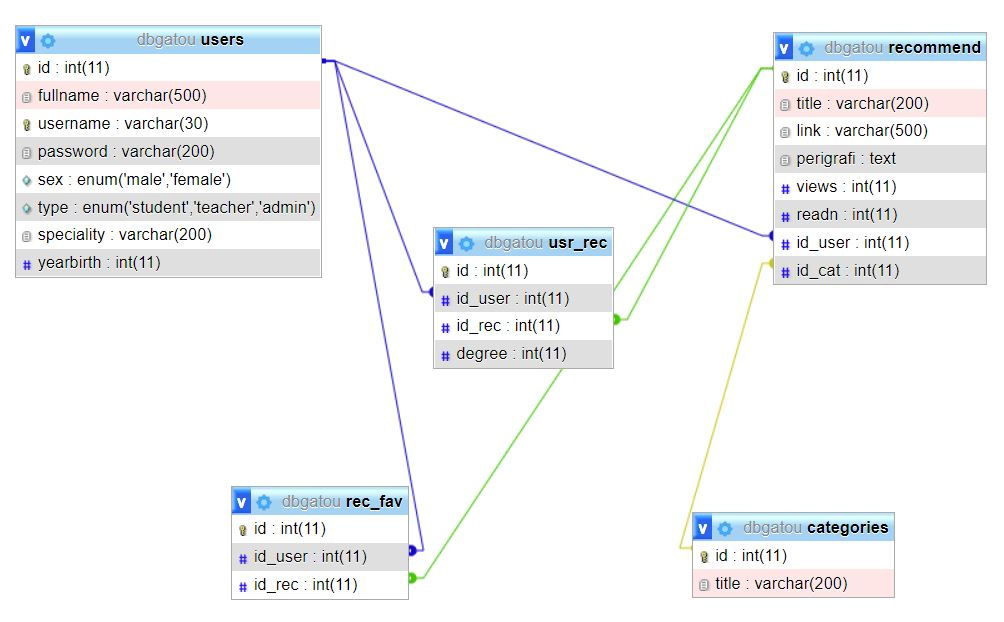 v dbgatou users
id : int(11)
fullname : varchar(500)
username : varchar(30)
password : varchar(200)
sex : enum('male','female')
type : enum('student','teacher','admin')
speciality : varchar(200)
# yearbirth : int(11)
v dbgatou recommend
id : int(11)
title : varchar(200)
link : varchar(500)
perigrafi : text
# views : int(11)
# readn : int(11)
# id_user : int(11)
# id_cat : int(11)
v dbgatou usr_rec
id : int(11)
# id_user : int(11)
# id_rec : int(11)
# degree : int(11)
v dbgatou rec_fav
id : int(11)
# id_user : int(11)
# id_rec : int(11)
v dbgatou categories
id : int(11)
title : varchar(200)